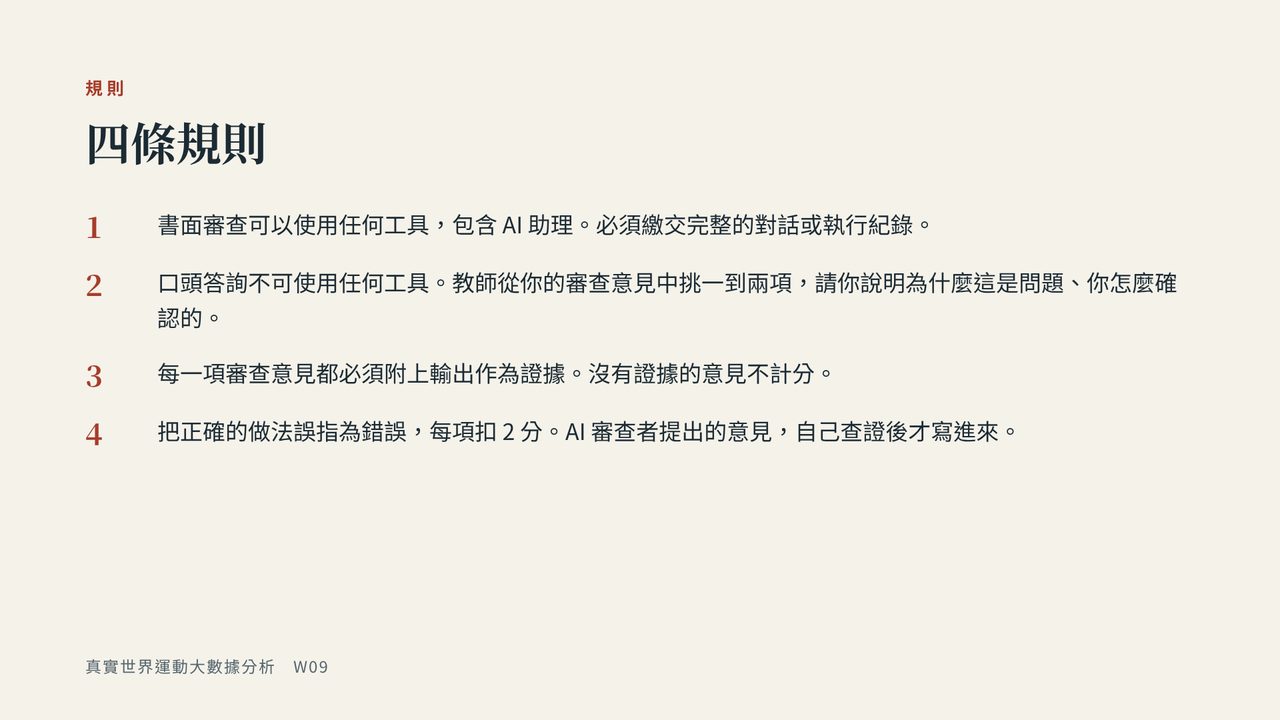 規則
四條規則
1 書面審查可以使用任何工具，包含 AI 助理。必須繳交完整的對話或執行紀錄。
2 口頭答詢不可使用任何工具。教師從你的審查意見中挑一到兩項，請你說明為什麼這是問題、你怎麼確
認的。
3 每一項審查意見都必須附上輸出作為證據。沒有證據的意見不計分。
4 把正確的做法誤指為錯誤，每項扣 2 分。AI 審查者提出的意見，自己查證後才寫進來。
真實世界運動大數據分析 W09